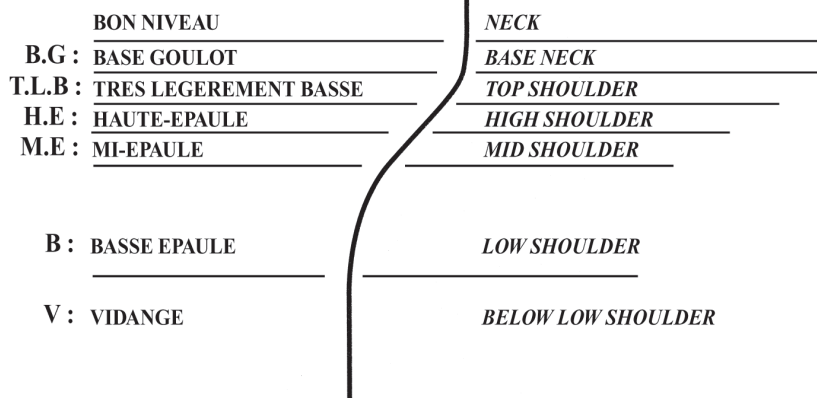 BON NIVEAU NECK
B.G : BASE GOULOT BASE NECK
T.L.B : TRES LEGEREMENT BASSE TOP SHOULDER
H.E : HAUTE-EPAULE HIGH SHOULDER
M.E : MI-EPAULE MID SHOULDER
B : BASSE EPAULE LOW SHOULDER
V : VIDANGE BELOW LOW SHOULDER